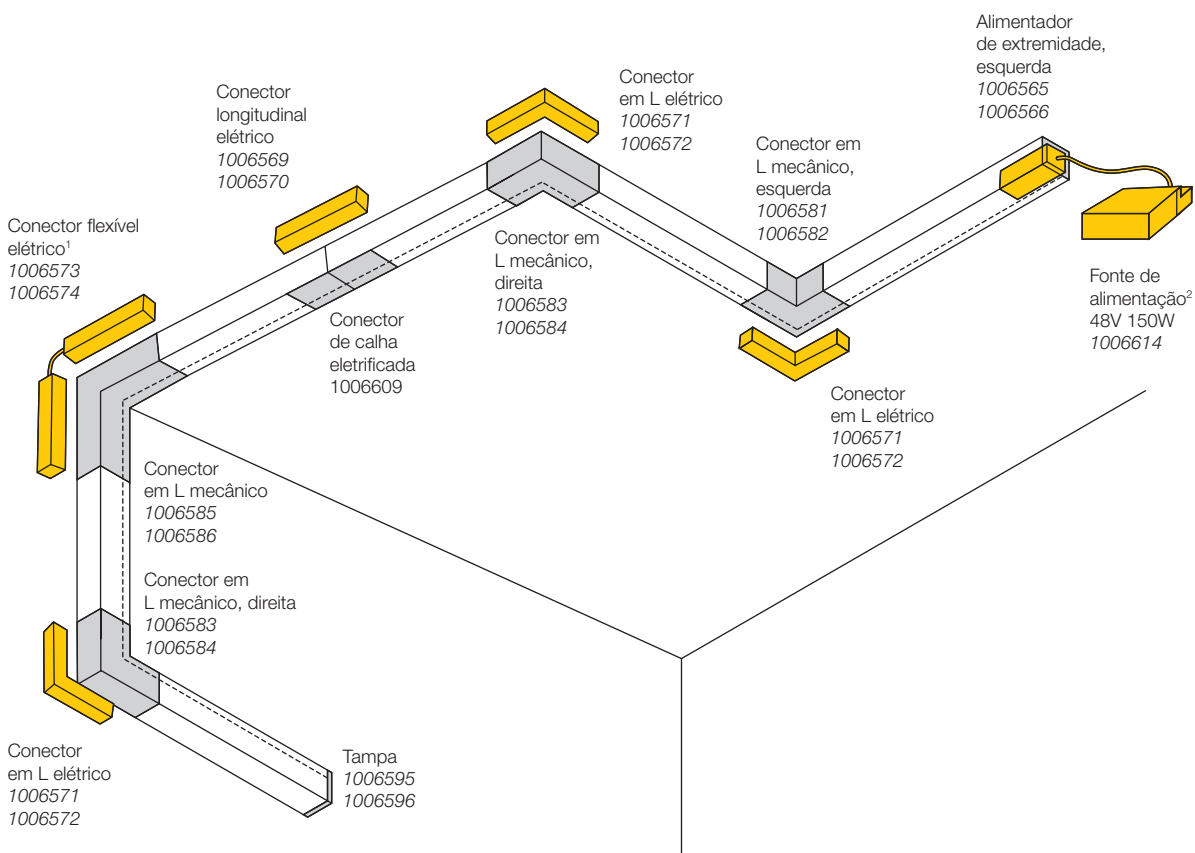 Alimentador
de extremidade,
esquerda
1006565
1006566
Conector
em L elétrico
1006571
1006572
Conector
longitudinal
elétrico
1006569
1006570
Conector em
L mecânico,
esquerda
1006581
1006582
Conector flexível
elétrico¹
1006573
1006574
Conector em
L mecânico,
direita
1006583
1006584
Fonte de
alimentação²
48V 150W
1006614
Conector
de calha
eletrificada
1006609
Conector
em L elétrico
1006571
1006572
Conector
em L mecânico
1006585
1006586
Conector em
L mecânico, direita
1006583
1006584
Conector
em L elétrico
1006571
1006572
Tampa
1006595
1006596